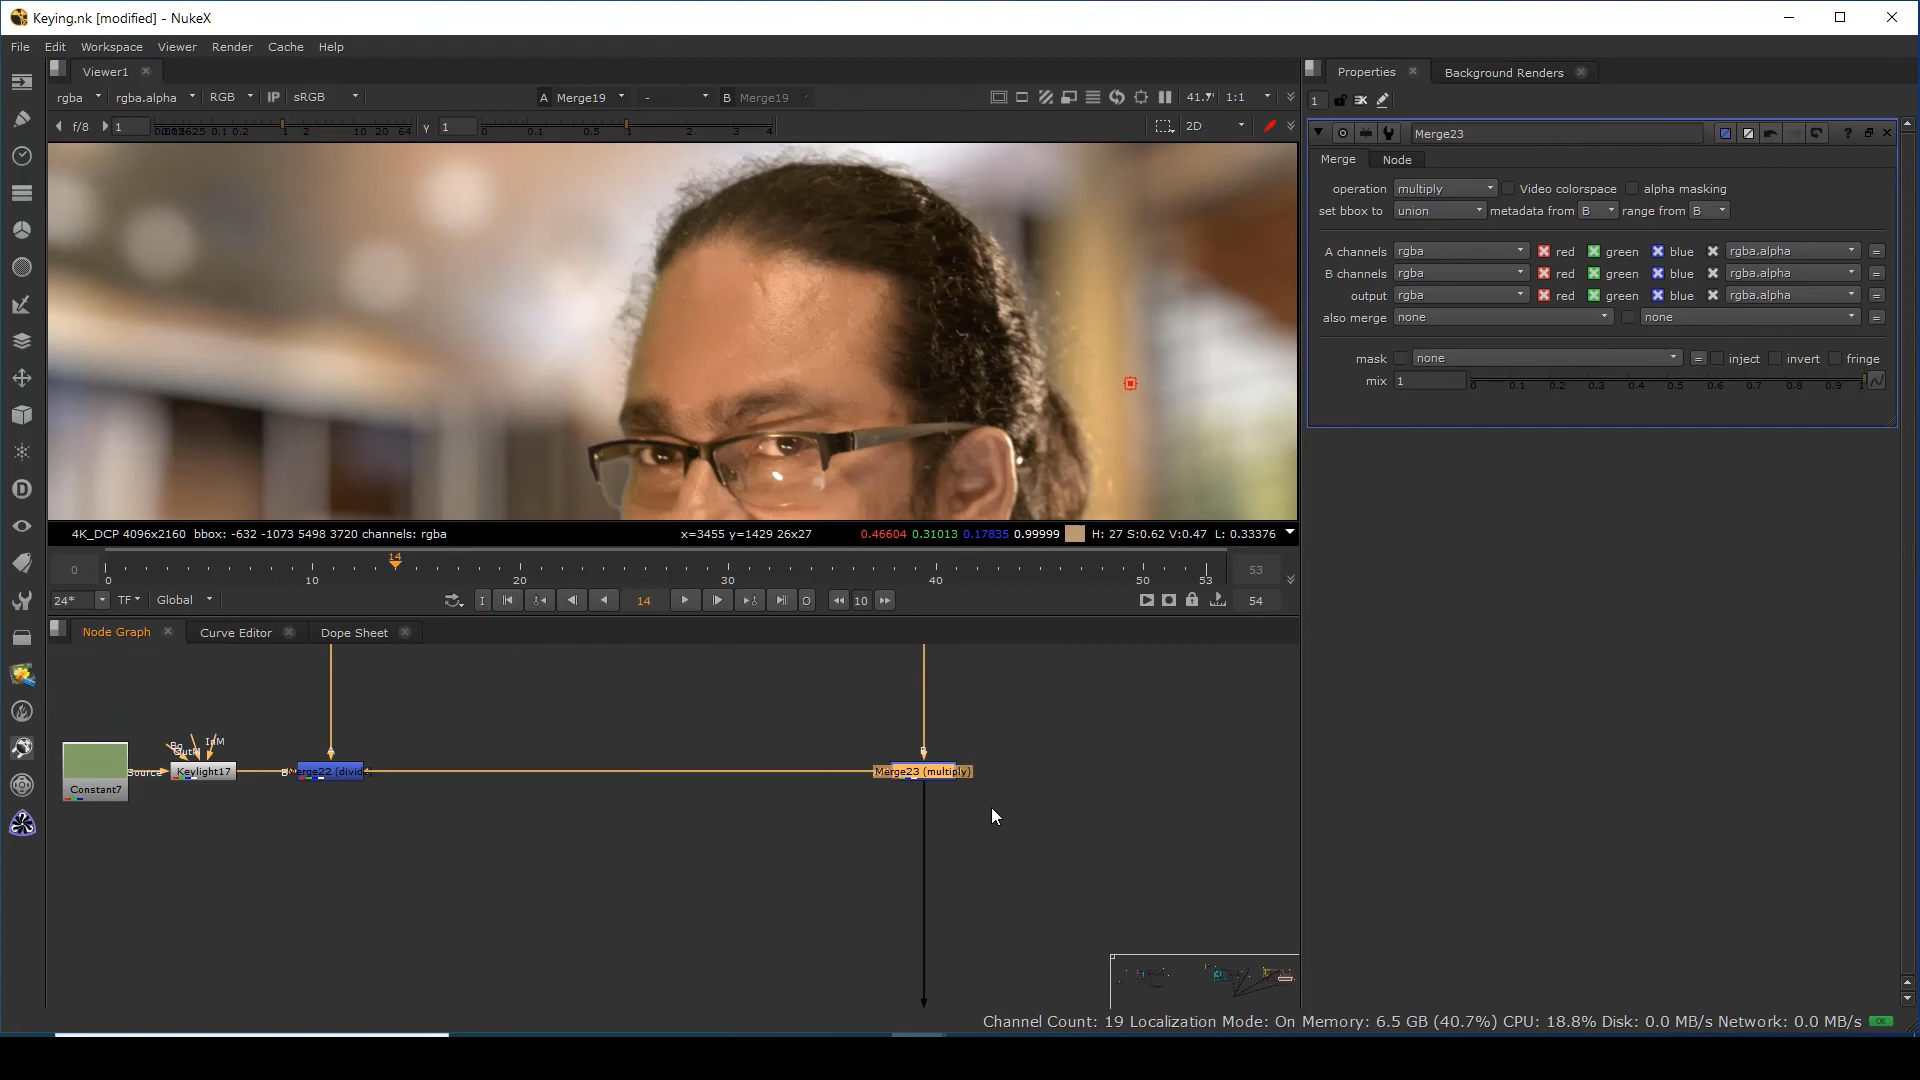 Keying.nk [modified] - NukeX
File Edit Workspace Viewer Render Cache Help
Viewer1
rgba rgba.alpha RGB IP sRGB A Merge19 - B Merge19 1:1
f/8 1 1 2 10 20 64 γ 1 0 0.1 0.5 1 2 3 4 2D
4K_DCP 4096x2160 bbox: -632 -1073 5498 3720 channels: rgba x=3455 y=1429 26x27 0.46604 0.31013 0.17835 0.99999 H: 27 S:0.62 V:0.47 L: 0.33376
14
0 0 10 20 30 40 50 53 53
24* TF Global I 14 O 10 54
Node Graph Curve Editor Dope Sheet
Bg OutM InM A B
Constant7 Source Keylight17 B Merge22 (divide) Merge23 (multiply)
Properties Background Renders
1
Merge23
Merge Node
operation multiply Video colorspace alpha masking
set bbox to union metadata from B range from B
A channels rgba red green blue rgba.alpha =
B channels rgba red green blue rgba.alpha =
output rgba red green blue rgba.alpha =
also merge none none =
mask none = inject invert fringe
mix 1 0 0.1 0.2 0.3 0.4 0.5 0.6 0.7 0.8 0.9 1
Channel Count: 19 Localization Mode: On Memory: 6.5 GB (40.7%) CPU: 18.8% Disk: 0.0 MB/s Network: 0.0 MB/s OK